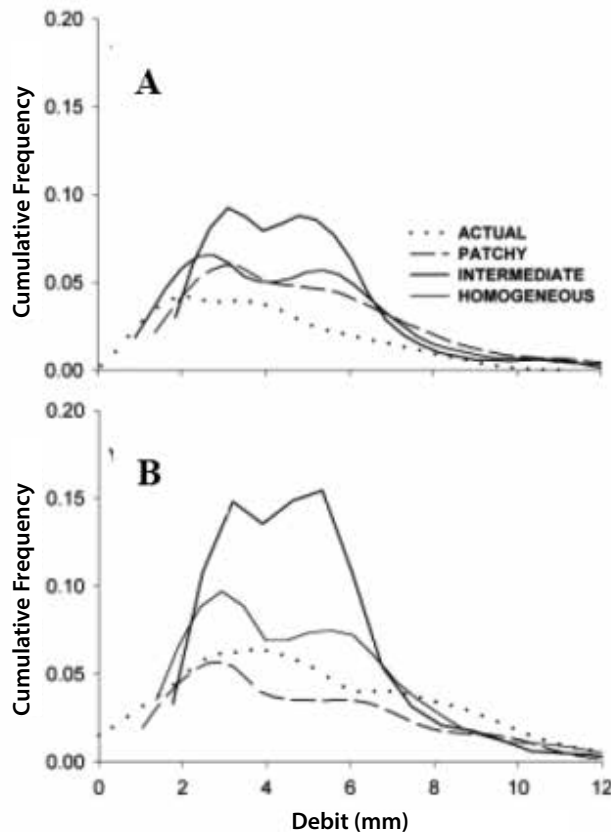 0.20
A
0.15
0.10
0.05
0.00
Cumulative Frequency
ACTUAL
PATCHY
INTERMEDIATE
HOMOGENEOUS
0.20
B
0.15
0.10
0.05
0.00
Cumulative Frequency
0 2 4 6 8 10 12
Debit (mm)